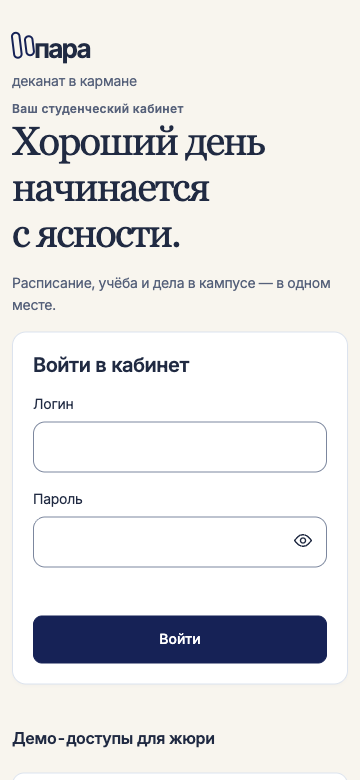 пара
деканат в кармане
Ваш студенческий кабинет
Хороший день
начинается
с ясности.
Расписание, учёба и дела в кампусе — в одном
месте.
Войти в кабинет
Логин
Пароль
Войти
Демо-доступы для жюри